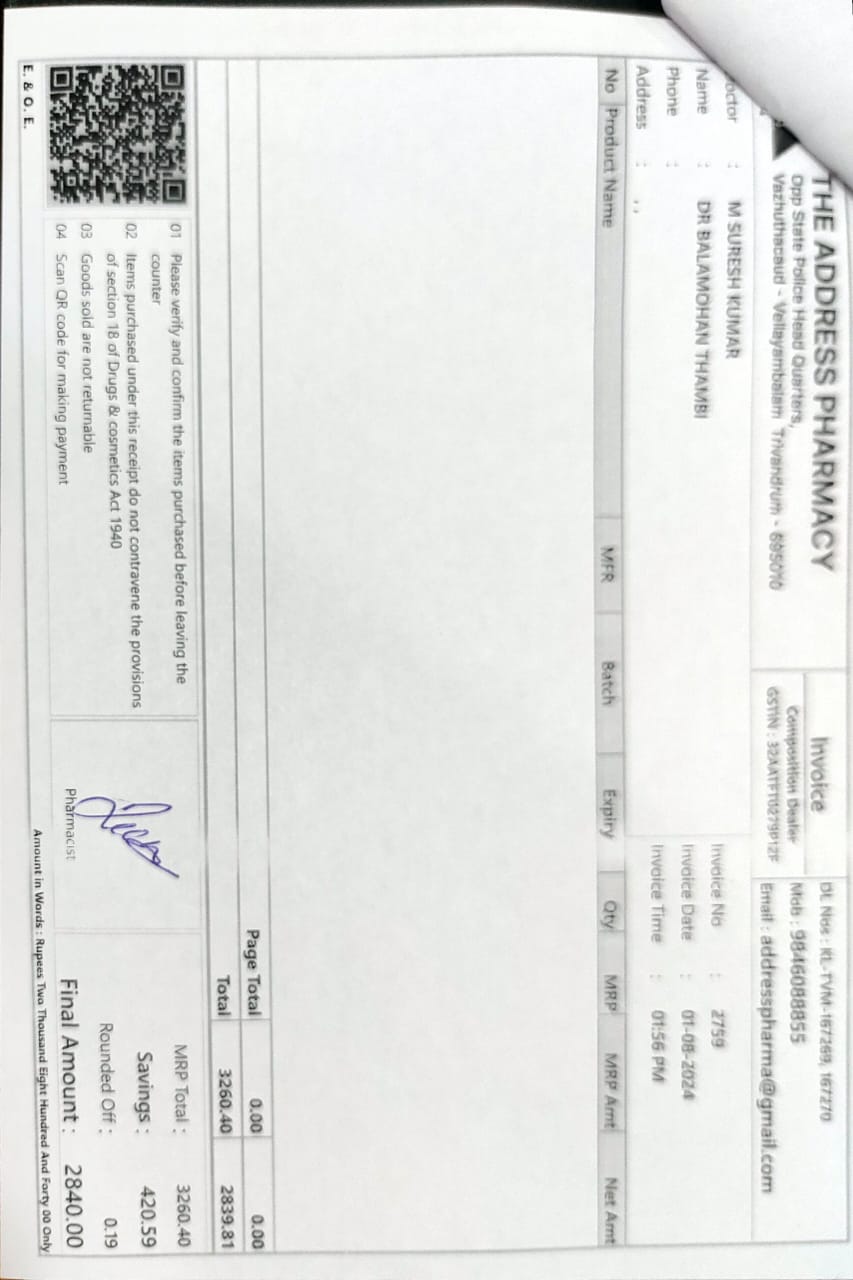 THE ADDRESS PHARMACY
Opp State Police Head Quarters,
Vazhuthacaud - Vellayambalam Trivandrum - 695010
Invoice
Composition Dealer
GSTIN : 32AATFT0279P1ZF
DL Nos : KL-TVM-167269, 167270
Mob : 9846088855
Email : addresspharma@gmail.com
Doctor : M SURESH KUMAR
Name : DR BALAMOHAN THAMBI
Phone :
Address : , ,
Invoice No : 2759
Invoice Date : 01-08-2024
Invoice Time : 01:56 PM
No Product Name MFR Batch Expiry Qty MRP MRP Amt Net Amt
Page Total 0.00 0.00
Total 3260.40 2839.81
01 Please verify and confirm the items purchased before leaving the
counter
02 Items purchased under this receipt do not contravene the provisions
of section 18 of Drugs & cosmetics Act 1940
03 Goods sold are not returnable
04 Scan QR code for making payment
Pharmacist
MRP Total : 3260.40
Savings : 420.59
Rounded Off : 0.19
Final Amount : 2840.00
Amount in Words : Rupees Two Thousand Eight Hundred And Forty 00 Only
E. & O. E.